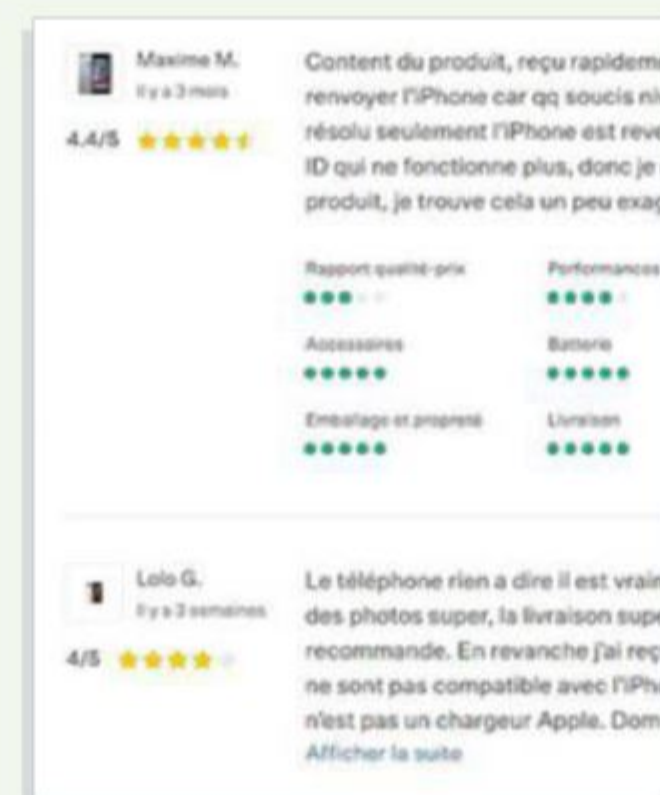 Maxime M.
Il y a 3 mois
4.4/5
Content du produit, reçu rapidem
renvoyer l'iPhone car qq soucis ni
résolu seulement l'iPhone est reve
ID qui ne fonctionne plus, donc je
produit, je trouve cela un peu exag
Rapport qualité-prix
Performances
Accessoires
Batterie
Emballage et propreté
Livraison
Lolo G.
Il y a 3 semaines
4/5
Le téléphone rien a dire il est vrain
des photos super, la livraison supe
recommande. En revanche j'ai reç
ne sont pas compatible avec l'iPh
n'est pas un chargeur Apple. Dom
Afficher la suite